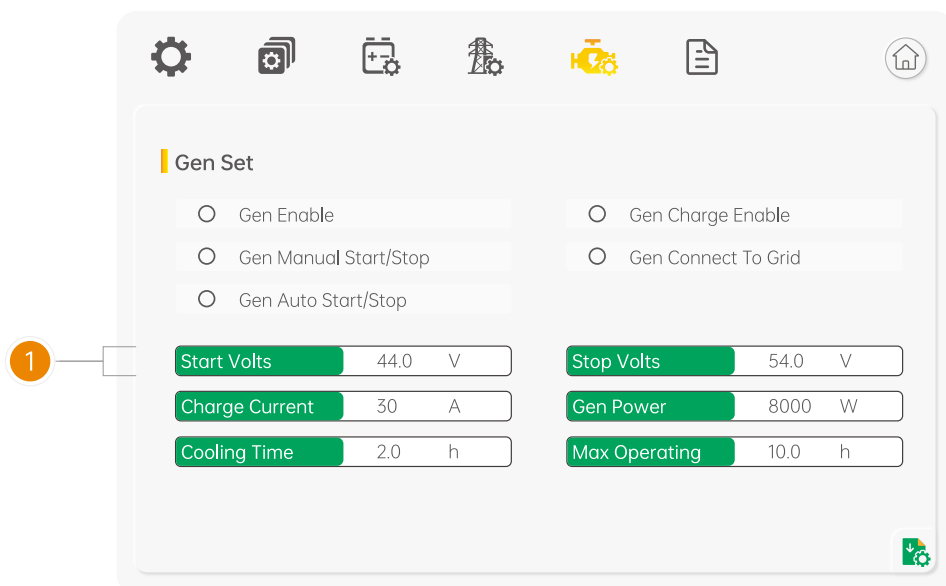 Gen Set
Gen Enable
Gen Charge Enable
Gen Manual Start/Stop
Gen Connect To Grid
Gen Auto Start/Stop
1
Start Volts 44.0 V
Stop Volts 54.0 V
Charge Current 30 A
Gen Power 8000 W
Cooling Time 2.0 h
Max Operating 10.0 h